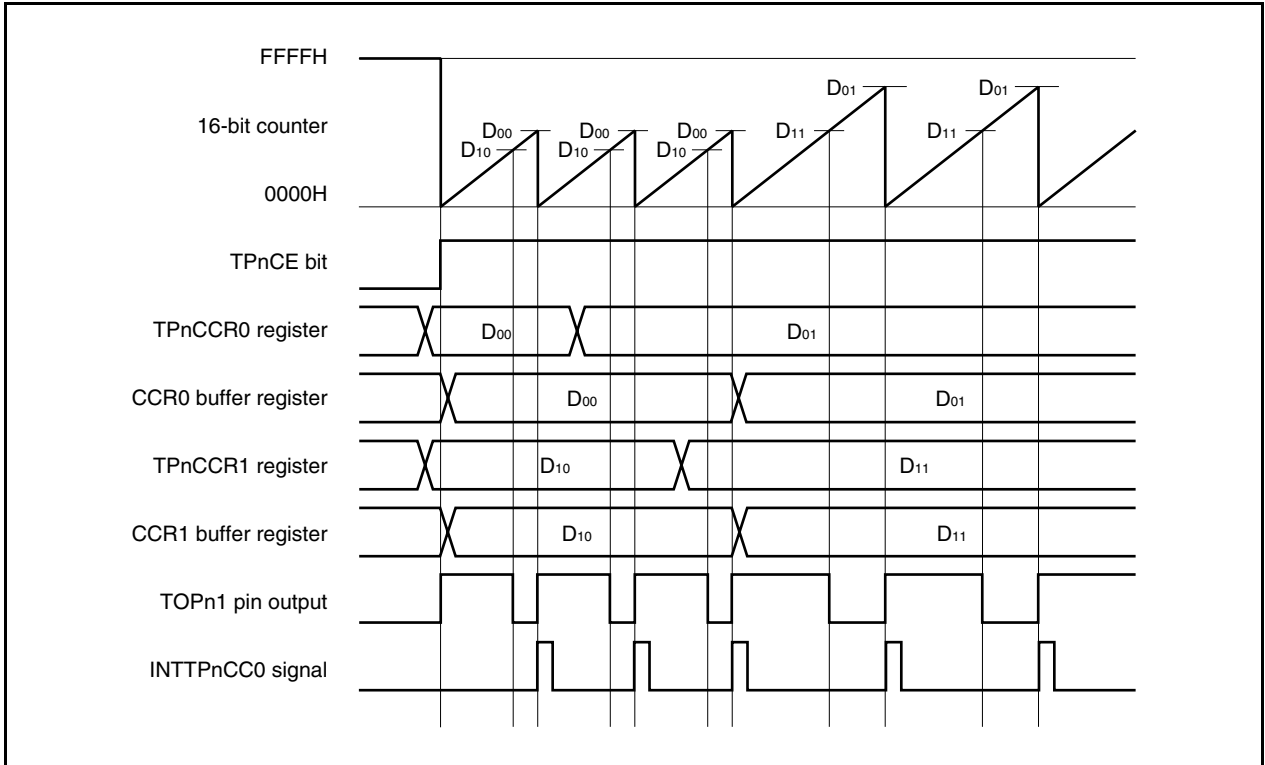 FFFFH
16-bit counter
0000H
D00 D00 D00 D01 D01
D10 D10 D10 D11 D11
TPnCE bit
TPnCCR0 register D00 D01
CCR0 buffer register D00 D01
TPnCCR1 register D10 D11
CCR1 buffer register D10 D11
TOPn1 pin output
INTTPnCC0 signal